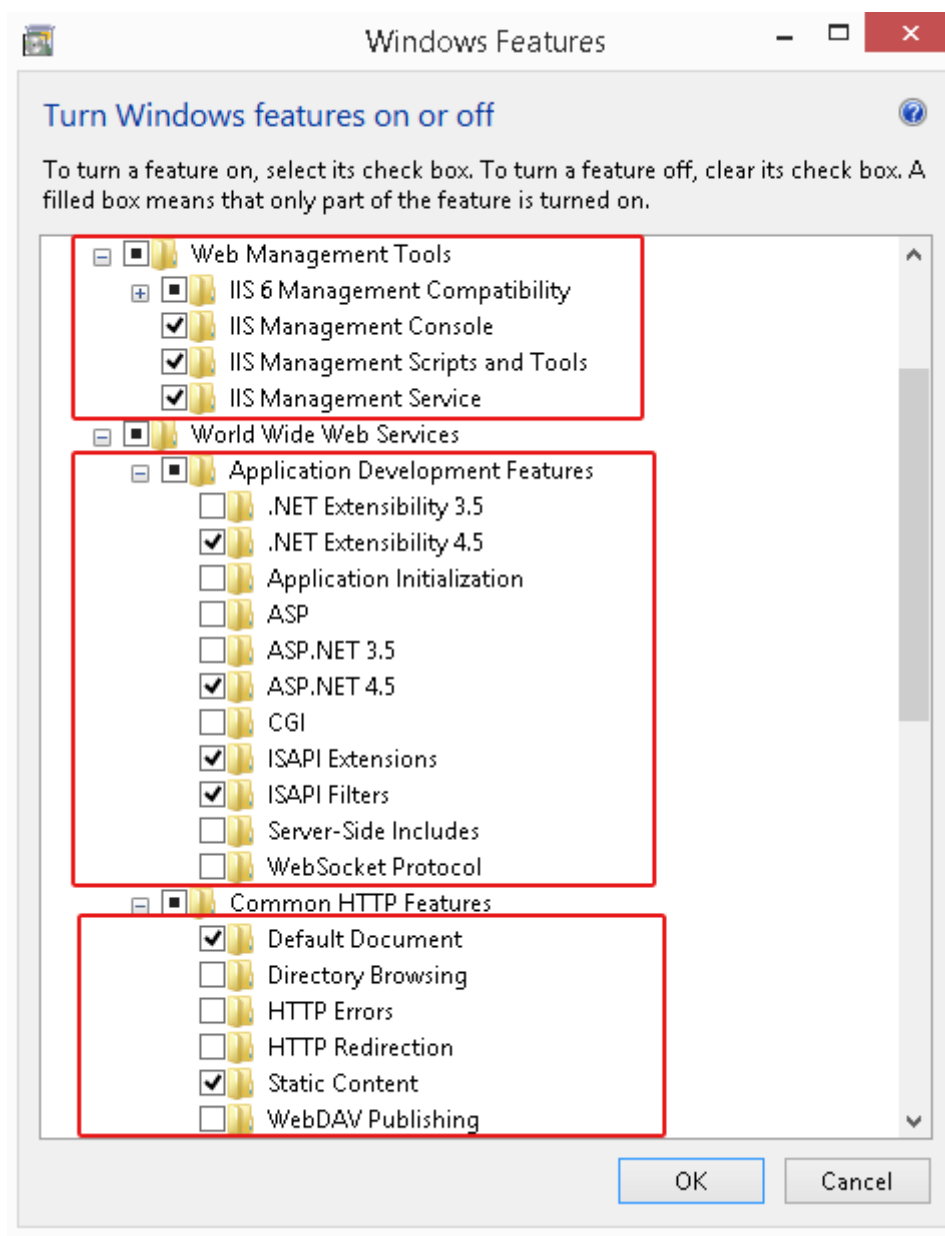 Windows Features
Turn Windows features on or off
To turn a feature on, select its check box. To turn a feature off, clear its check box. A
filled box means that only part of the feature is turned on.
Web Management Tools
IIS 6 Management Compatibility
IIS Management Console
IIS Management Scripts and Tools
IIS Management Service
World Wide Web Services
Application Development Features
.NET Extensibility 3.5
.NET Extensibility 4.5
Application Initialization
ASP
ASP.NET 3.5
ASP.NET 4.5
CGI
ISAPI Extensions
ISAPI Filters
Server-Side Includes
WebSocket Protocol
Common HTTP Features
Default Document
Directory Browsing
HTTP Errors
HTTP Redirection
Static Content
WebDAV Publishing
OK Cancel